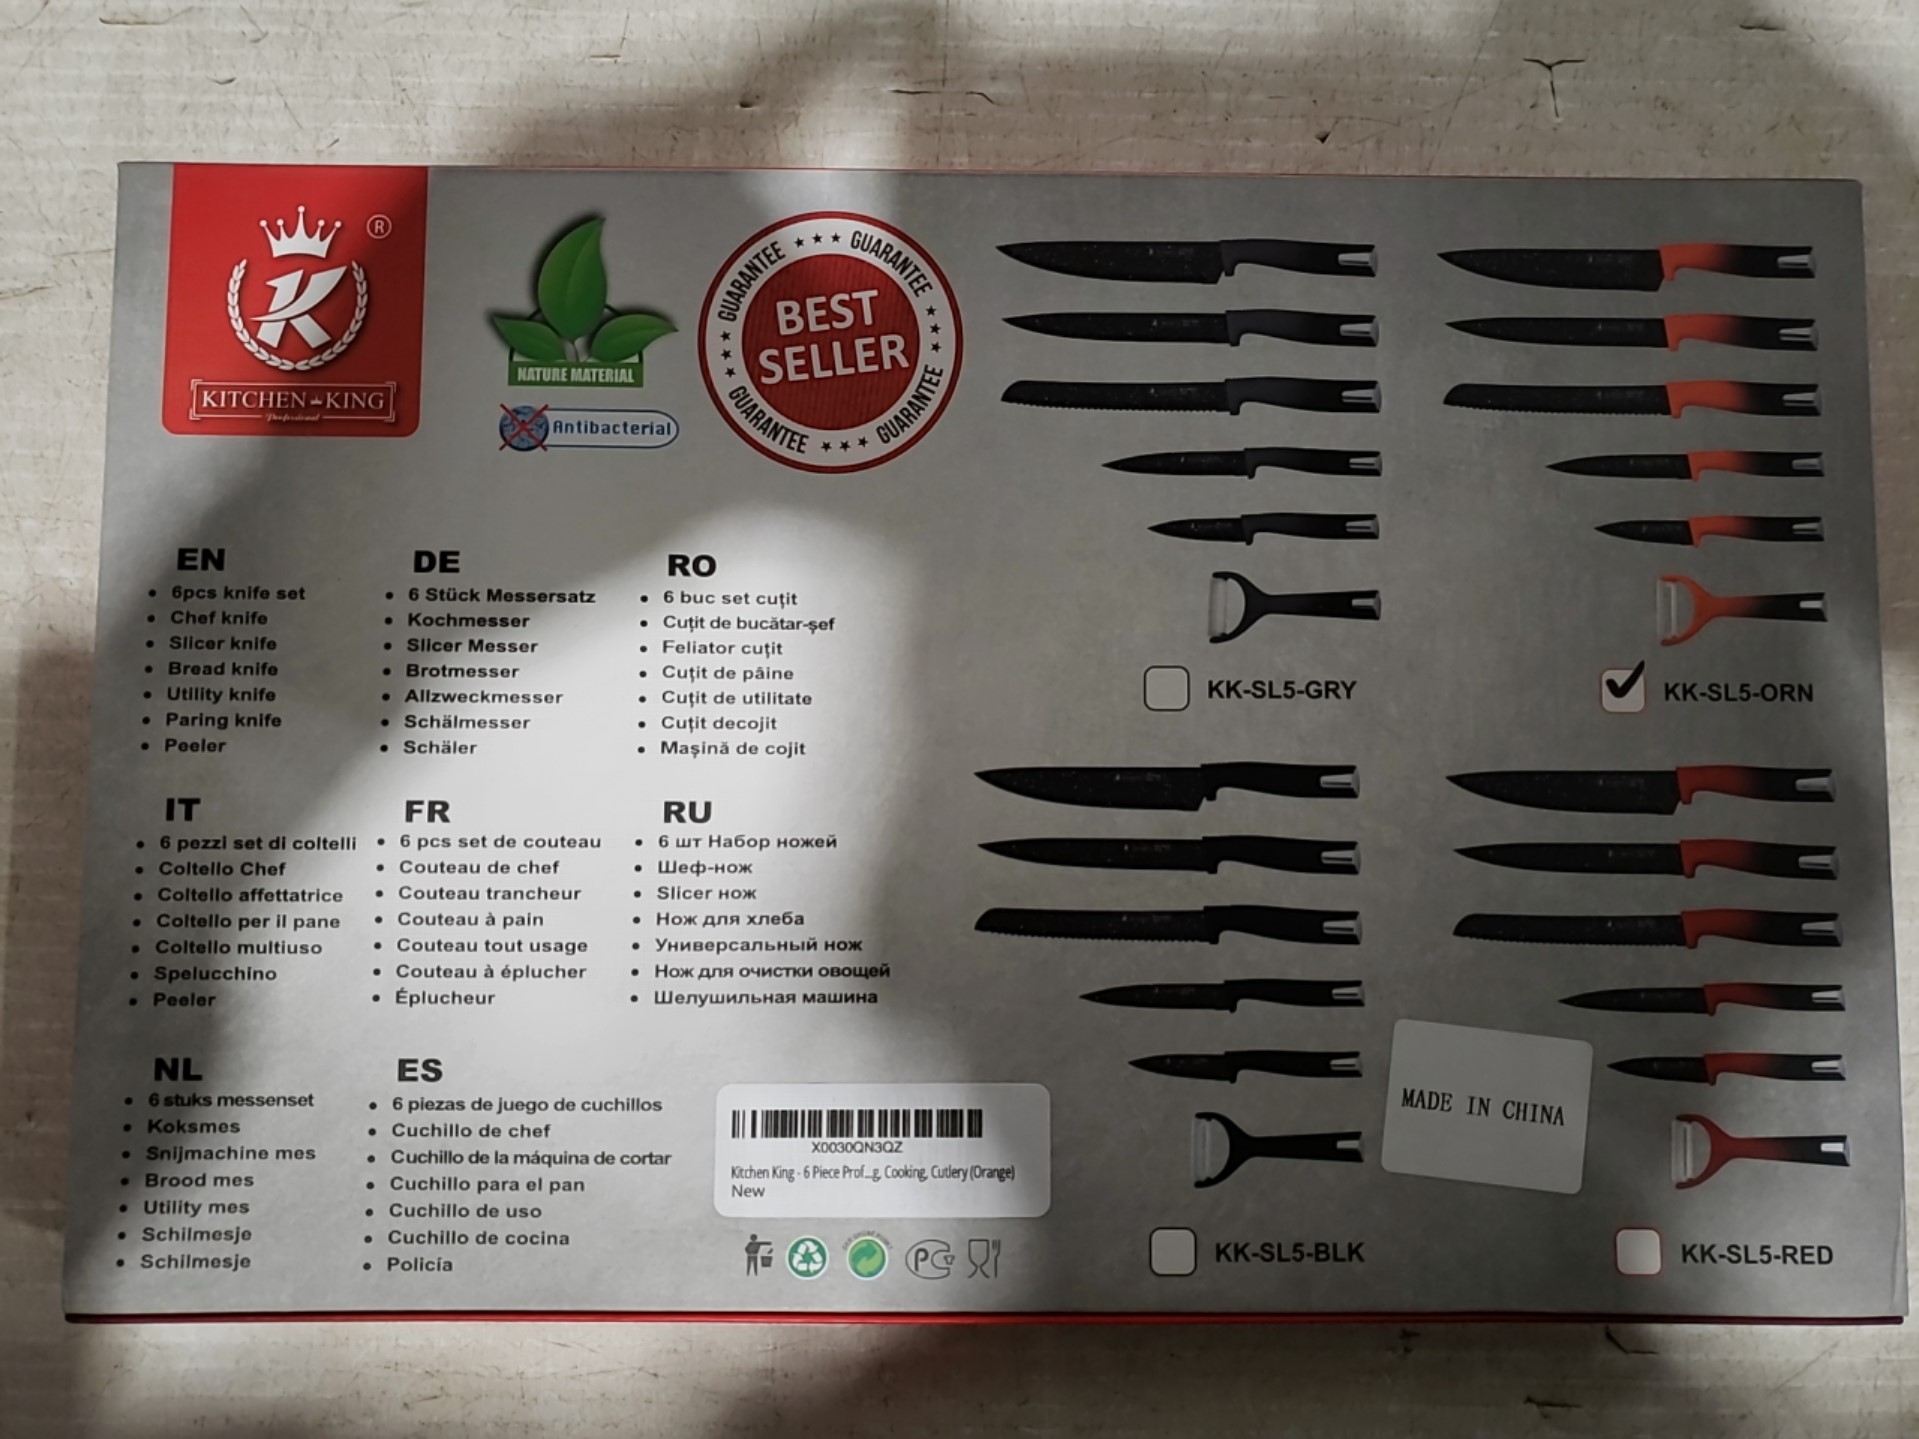 ®
KITCHEN KING
Professional
NATURE MATERIAL
Antibacterial
GUARANTEE
GUARANTEE
BEST
SELLER
GUARANTEE
GUARANTEE
EN
• 6pcs knife set
• Chef knife
• Slicer knife
• Bread knife
• Utility knife
• Paring knife
• Peeler
DE
• 6 Stück Messersatz
• Kochmesser
• Slicer Messer
• Brotmesser
• Allzweckmesser
• Schälmesser
• Schäler
RO
• 6 buc set cuțit
• Cuțit de bucătar-șef
• Feliator cuțit
• Cuțit de pâine
• Cuțit de utilitate
• Cuțit decojit
• Mașină de cojit
IT
• 6 pezzi set di coltelli
• Coltello Chef
• Coltello affettatrice
• Coltello per il pane
• Coltello multiuso
• Spelucchino
• Peeler
FR
• 6 pcs set de couteau
• Couteau de chef
• Couteau trancheur
• Couteau à pain
• Couteau tout usage
• Couteau à éplucher
• Éplucheur
RU
• 6 шт Набор ножей
• Шеф-нож
• Slicer нож
• Нож для хлеба
• Универсальный нож
• Нож для очистки овощей
• Шелушильная машина
NL
• 6 stuks messenset
• Koksmes
• Snijmachine mes
• Brood mes
• Utility mes
• Schilmesje
• Schilmesje
ES
• 6 piezas de juego de cuchillos
• Cuchillo de chef
• Cuchillo de la máquina de cortar
• Cuchillo para el pan
• Cuchillo de uso
• Cuchillo de cocina
• Policía
X0030QN3QZ
Kitchen King - 6 Piece Prof...g, Cooking, Cutlery (Orange)
New
DER GRÜNE PUNKT
KK-SL5-GRY
KK-SL5-ORN
KK-SL5-BLK
KK-SL5-RED
MADE IN CHINA